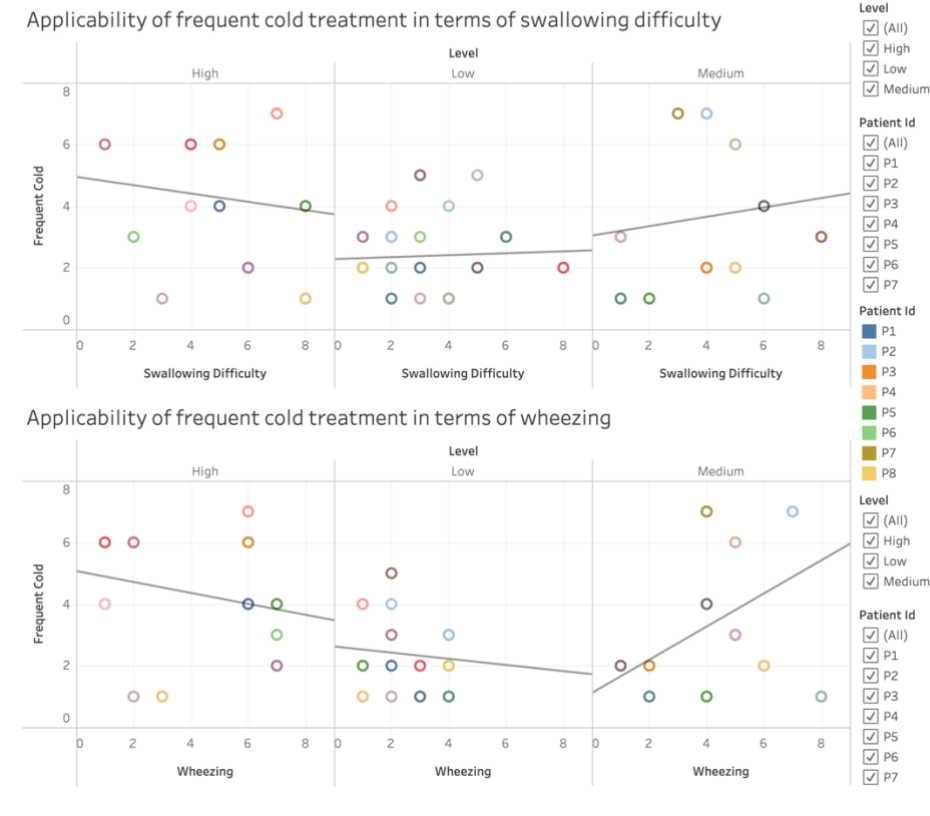 Applicability of frequent cold treatment in terms of swallowing difficulty
Level
High Low Medium
8
6
4
2
0
Frequent Cold
0 2 4 6 8 0 2 4 6 8 0 2 4 6 8
Swallowing Difficulty Swallowing Difficulty Swallowing Difficulty
Applicability of frequent cold treatment in terms of wheezing
Level
High Low Medium
8
6
4
2
0
Frequent Cold
0 2 4 6 8 0 2 4 6 8 0 2 4 6 8
Wheezing Wheezing Wheezing
Level
(All)
High
Low
Medium
Patient Id
(All)
P1
P2
P3
P4
P5
P6
P7
Patient Id
P1
P2
P3
P4
P5
P6
P7
P8
Level
(All)
High
Low
Medium
Patient Id
(All)
P1
P2
P3
P4
P5
P6
P7